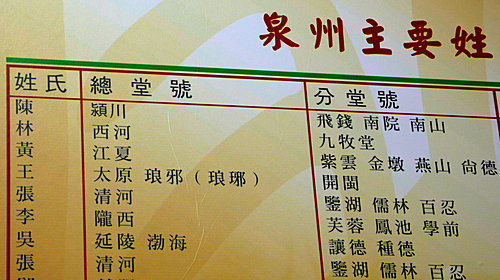 泉州主要姓
姓氏 總堂號 分堂號
陳 潁川 飛錢 南院 南山
林 西河 九牧堂
黃 江夏 紫雲 金墩 燕山 尙德
王 太原 琅邪（琅琊） 開閩
張 清河 鑒湖 儒林 百忍
李 隴西 芙蓉 鳳池 學前
吳 延陵 渤海 讓德 種德
張 清河 鑒湖 儒林 百忍